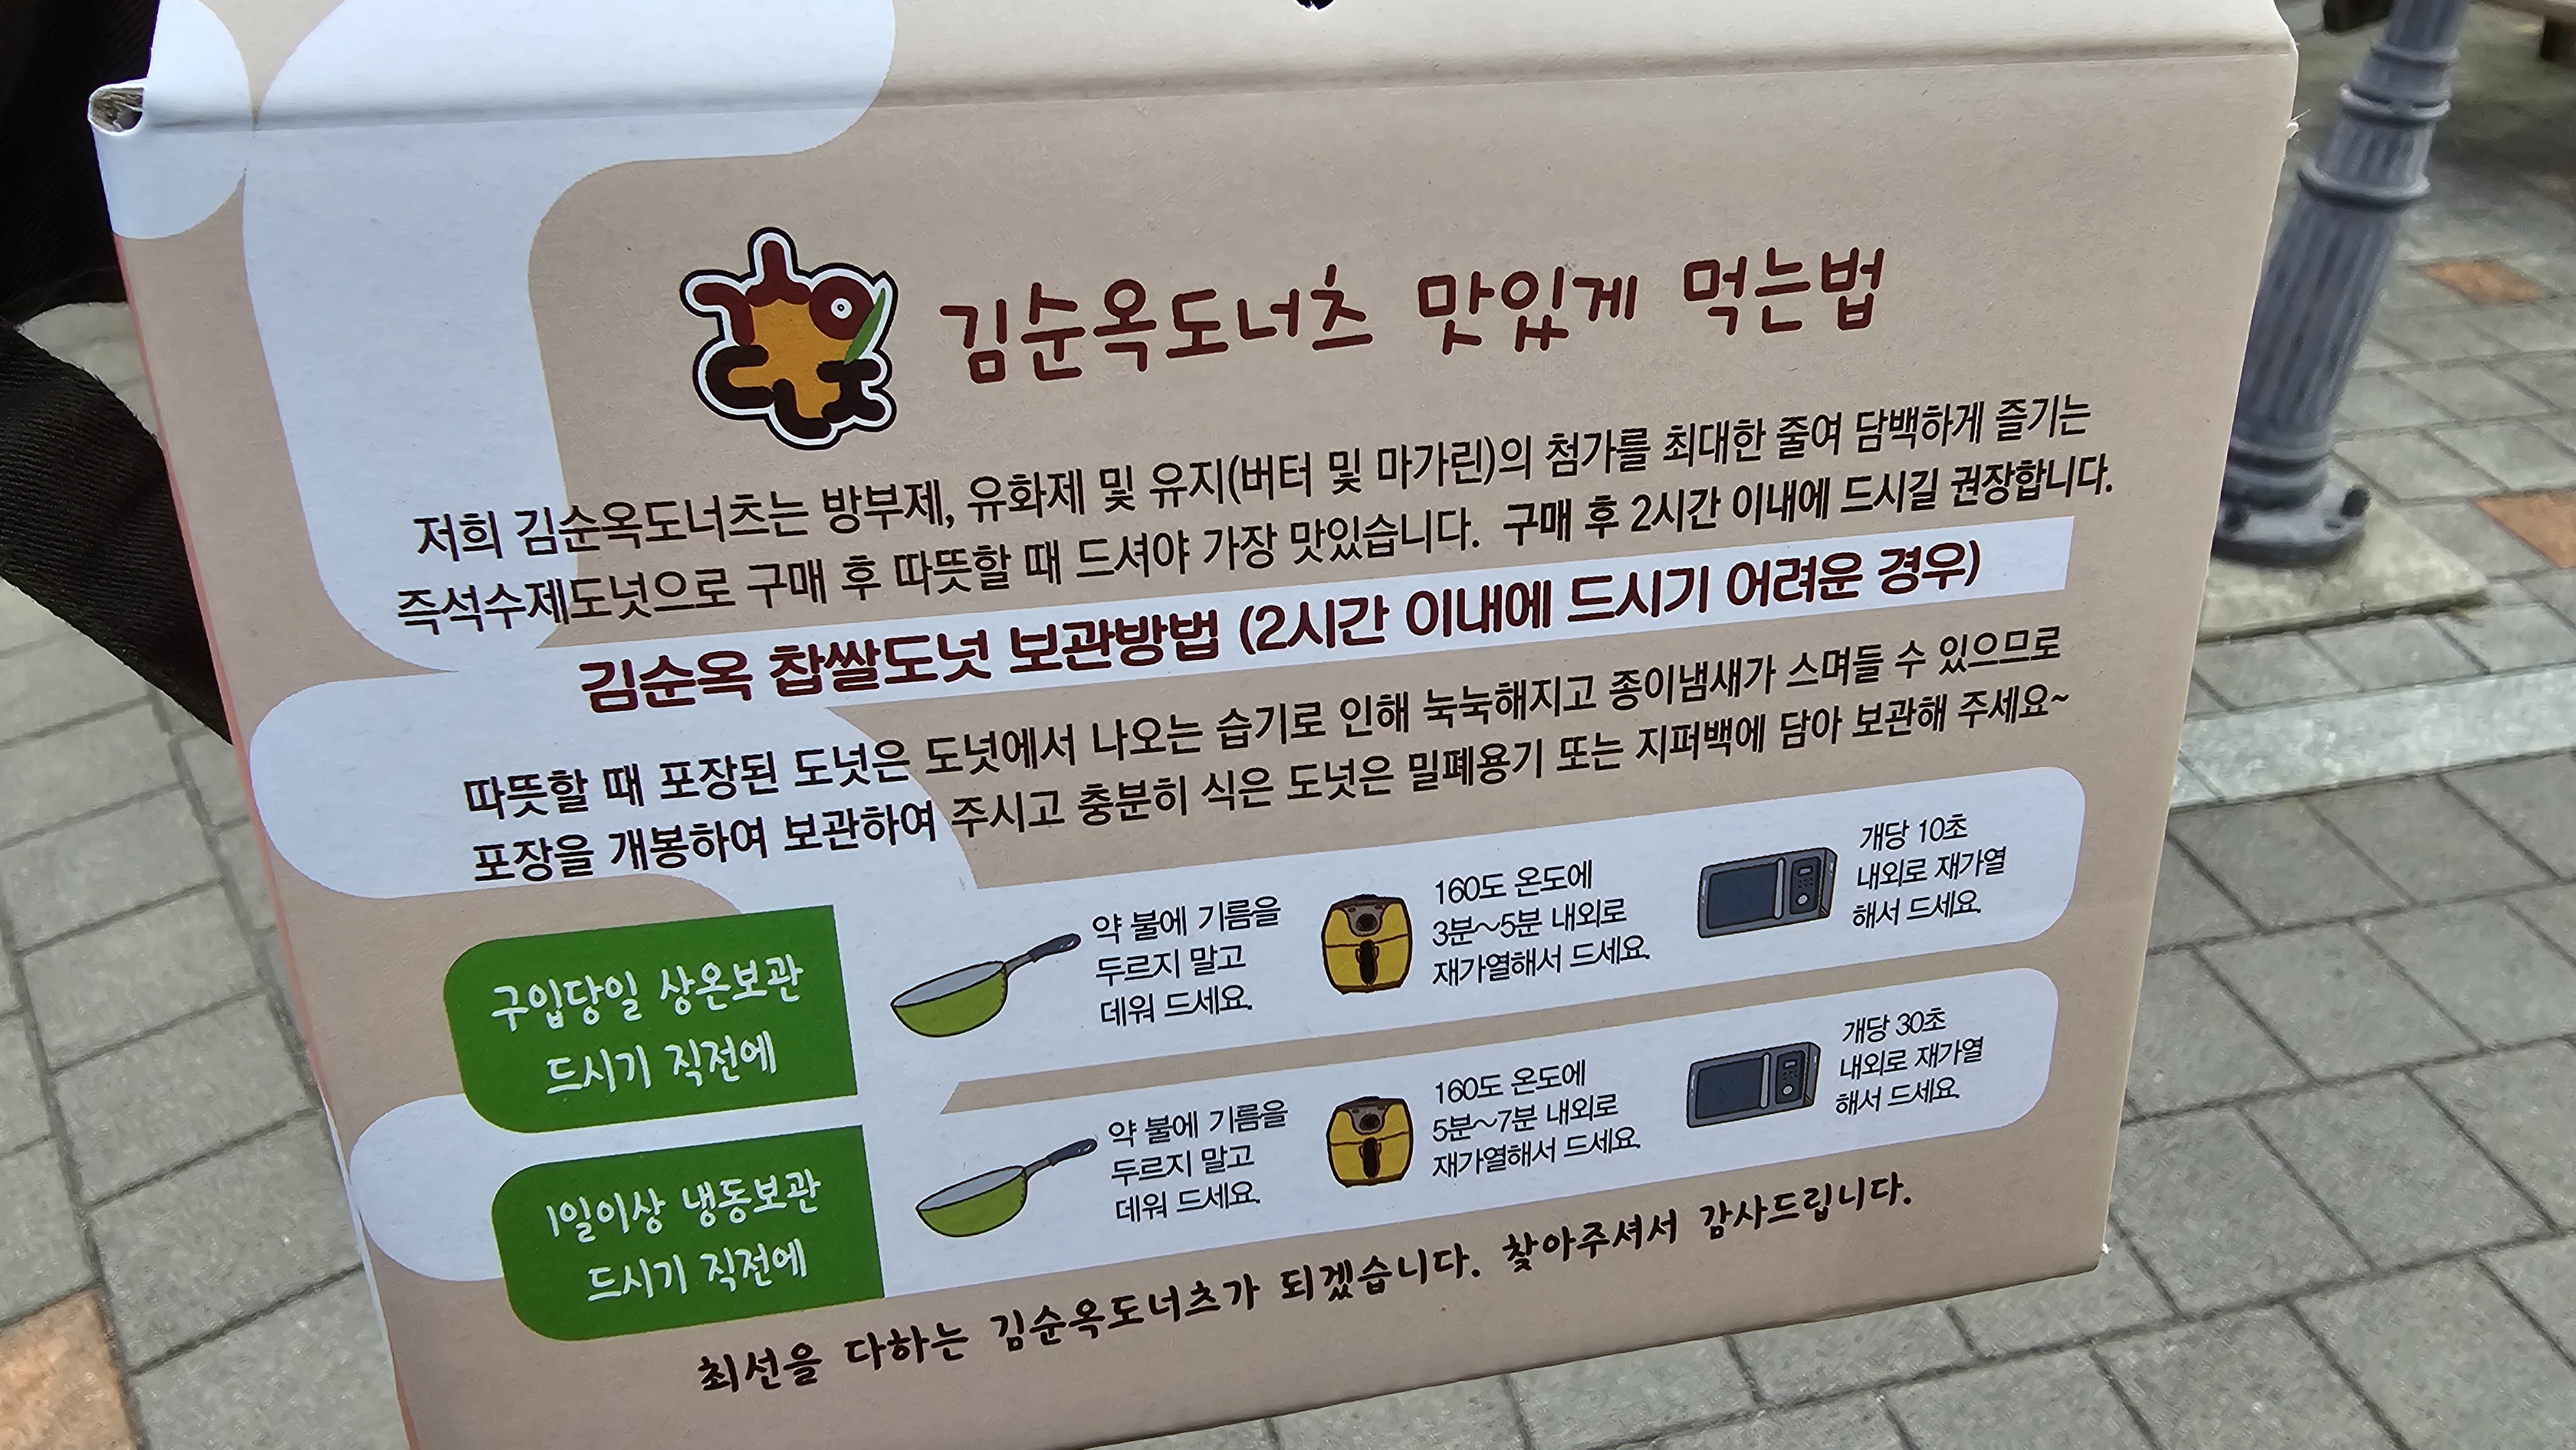 김순옥도너츠 맛있게 먹는법
저희 김순옥도너츠는 방부제, 유화제 및 유지(버터 및 마가린)의 첨가를 최대한 줄여 담백하게 즐기는
즉석수제도넛으로 구매 후 따뜻할 때 드셔야 가장 맛있습니다. 구매 후 2시간 이내에 드시길 권장합니다.
김순옥 찹쌀도넛 보관방법 (2시간 이내에 드시기 어려운 경우)
따뜻할 때 포장된 도넛은 도넛에서 나오는 습기로 인해 눅눅해지고 종이냄새가 스며들 수 있으므로
포장을 개봉하여 보관하여 주시고 충분히 식은 도넛은 밀폐용기 또는 지퍼백에 담아 보관해 주세요~
구입당일 상온보관
드시기 직전에
약 불에 기름을
두르지 말고
데워 드세요.
160도 온도에
3분~5분 내외로
재가열해서 드세요.
개당 10초
내외로 재가열
해서 드세요.
1일이상 냉동보관
드시기 직전에
약 불에 기름을
두르지 말고
데워 드세요.
160도 온도에
5분~7분 내외로
재가열해서 드세요.
개당 30초
내외로 재가열
해서 드세요.
최선을 다하는 김순옥도너츠가 되겠습니다. 찾아주셔서 감사드립니다.